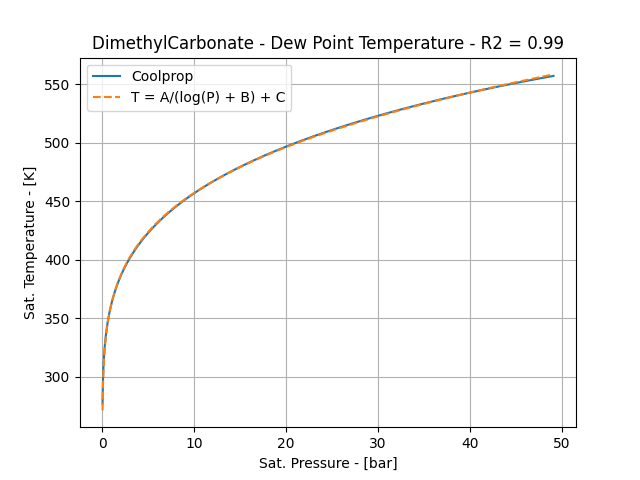 DimethylCarbonate - Dew Point Temperature - R2 = 0.99
Coolprop
T = A/(log(P) + B) + C
Sat. Temperature - [K]
550
500
450
400
350
300
0
10
20
30
40
50
Sat. Pressure - [bar]